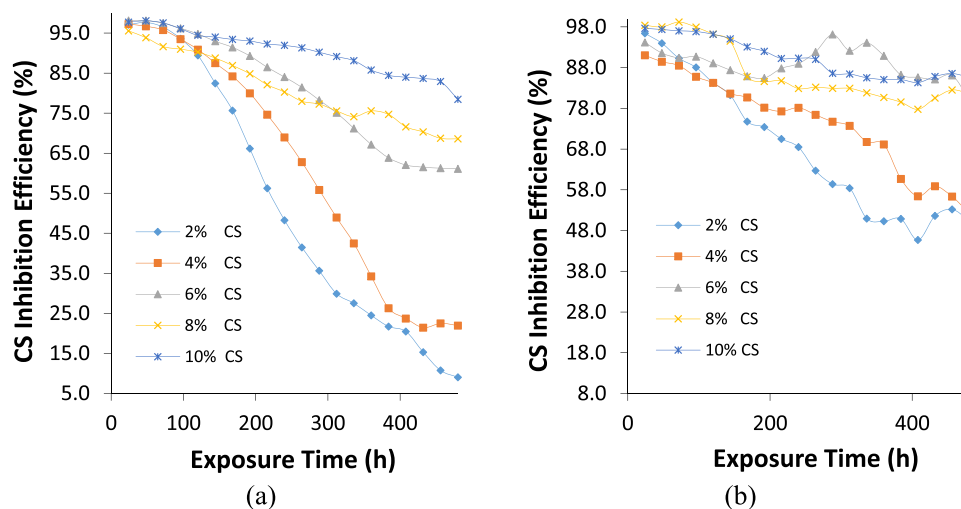 CS Inhibition Efficiency (%)
95.0
85.0
75.0
65.0
55.0
45.0
35.0
25.0
15.0
5.0
2% CS
4% CS
6% CS
8% CS
10% CS
0 100 200 300 400
Exposure Time (h)
(a)
CS Inhibition Efficiency (%)
98.0
88.0
78.0
68.0
58.0
48.0
38.0
28.0
18.0
8.0
2% CS
4% CS
6% CS
8% CS
10% CS
0 200 400
Exposure Time (h)
(b)